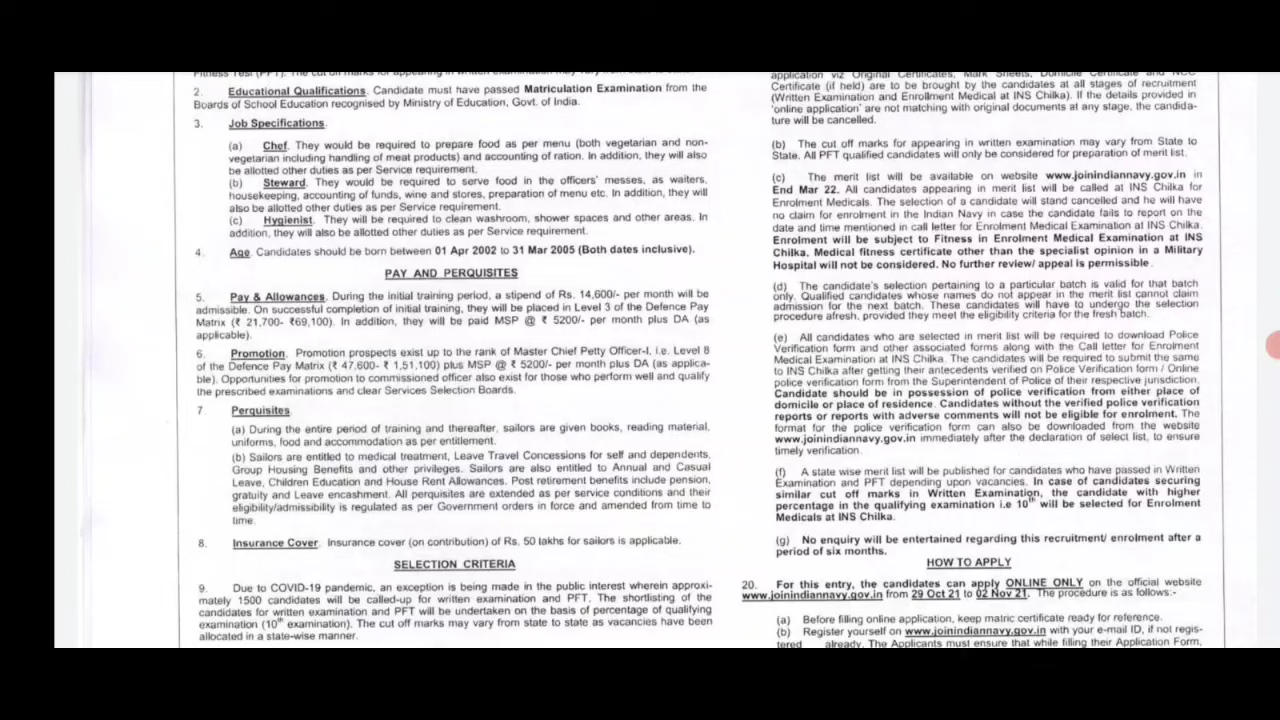 Fitness Test (PFT). The cut off marks for appearing in written examination may vary from state to state.
2. Educational Qualifications. Candidate must have passed Matriculation Examination from the
Boards of School Education recognised by Ministry of Education, Govt. of India.
3. Job Specifications.
(a) Chef. They would be required to prepare food as per menu (both vegetarian and non-
vegetarian including handling of meat products) and accounting of ration. In addition, they will also
be allotted other duties as per Service requirement.
(b) Steward. They would be required to serve food in the officers' messes, as waiters,
housekeeping, accounting of funds, wine and stores, preparation of menu etc. In addition, they will
also be allotted other duties as per Service requirement.
(c) Hygienist. They will be required to clean washroom, shower spaces and other areas. In
addition, they will also be allotted other duties as per Service requirement.
4. Age. Candidates should be born between 01 Apr 2002 to 31 Mar 2005 (Both dates inclusive).
PAY AND PERQUISITES
5. Pay & Allowances. During the initial training period, a stipend of Rs. 14,600/- per month will be
admissible. On successful completion of initial training, they will be placed in Level 3 of the Defence Pay
Matrix (₹ 21,700- ₹69,100). In addition, they will be paid MSP @ ₹ 5200/- per month plus DA (as
applicable).
6. Promotion. Promotion prospects exist up to the rank of Master Chief Petty Officer-I, i.e. Level 8
of the Defence Pay Matrix (₹ 47,600- ₹ 1,51,100) plus MSP @ ₹ 5200/- per month plus DA (as applica-
ble). Opportunities for promotion to commissioned officer also exist for those who perform well and qualify
the prescribed examinations and clear Services Selection Boards.
7. Perquisites.
(a) During the entire period of training and thereafter, sailors are given books, reading material,
uniforms, food and accommodation as per entitlement.
(b) Sailors are entitled to medical treatment, Leave Travel Concessions for self and dependents,
Group Housing Benefits and other privileges. Sailors are also entitled to Annual and Casual
Leave, Children Education and House Rent Allowances. Post retirement benefits include pension,
gratuity and Leave encashment. All perquisites are extended as per service conditions and their
eligibility/admissibility is regulated as per Government orders in force and amended from time to
time.
8. Insurance Cover. Insurance cover (on contribution) of Rs. 50 lakhs for sailors is applicable.
SELECTION CRITERIA
9. Due to COVID-19 pandemic, an exception is being made in the public interest wherein approxi-
mately 1500 candidates will be called-up for written examination and PFT. The shortlisting of the
candidates for written examination and PFT will be undertaken on the basis of percentage of qualifying
examination (10th examination). The cut off marks may vary from state to state as vacancies have been
allocated in a state-wise manner.
application viz Original Certificates, Mark Sheets, Domicile Certificate and NCC
Certificate (if held) are to be brought by the candidates at all stages of recruitment
(Written Examination and Enrollment Medical at INS Chilka). If the details provided in
'online application' are not matching with original documents at any stage, the candida-
ture will be cancelled.
(b) The cut off marks for appearing in written examination may vary from State to
State. All PFT qualified candidates will only be considered for preparation of merit list.
(c) The merit list will be available on website www.joinindiannavy.gov.in in
End Mar 22. All candidates appearing in merit list will be called at INS Chilka for
Enrolment Medicals. The selection of a candidate will stand cancelled and he will have
no claim for enrolment in the Indian Navy in case the candidate fails to report on the
date and time mentioned in call letter for Enrolment Medical Examination at INS Chilka.
Enrolment will be subject to Fitness in Enrolment Medical Examination at INS
Chilka. Medical fitness certificate other than the specialist opinion in a Military
Hospital will not be considered. No further review/ appeal is permissible.
(d) The candidate's selection pertaining to a particular batch is valid for that batch
only. Qualified candidates whose names do not appear in the merit list cannot claim
admission for the next batch. These candidates will have to undergo the selection
procedure afresh, provided they meet the eligibility criteria for the fresh batch.
(e) All candidates who are selected in merit list will be required to download Police
Verification form and other associated forms along with the Call letter for Enrolment
Medical Examination at INS Chilka. The candidates will be required to submit the same
to INS Chilka after getting their antecedents verified on Police Verification form / Online
police verification form from the Superintendent of Police of their respective jurisdiction.
Candidate should be in possession of police verification from either place of
domicile or place of residence. Candidates without the verified police verification
reports or reports with adverse comments will not be eligible for enrolment. The
format for the police verification form can also be downloaded from the website
www.joinindiannavy.gov.in immediately after the declaration of select list, to ensure
timely verification.
(f) A state wise merit list will be published for candidates who have passed in Written
Examination and PFT depending upon vacancies. In case of candidates securing
similar cut off marks in Written Examination, the candidate with higher
percentage in the qualifying examination i.e 10th will be selected for Enrolment
Medicals at INS Chilka.
(g) No enquiry will be entertained regarding this recruitment/ enrolment after a
period of six months.
HOW TO APPLY
20. For this entry, the candidates can apply ONLINE ONLY on the official website
www.joinindiannavy.gov.in from 29 Oct 21 to 02 Nov 21. The procedure is as follows:-
(a) Before filling online application, keep matric certificate ready for reference.
(b) Register yourself on www.joinindiannavy.gov.in with your e-mail ID, if not regis-
tered already. The Applicants must ensure that while filling their Application Form,